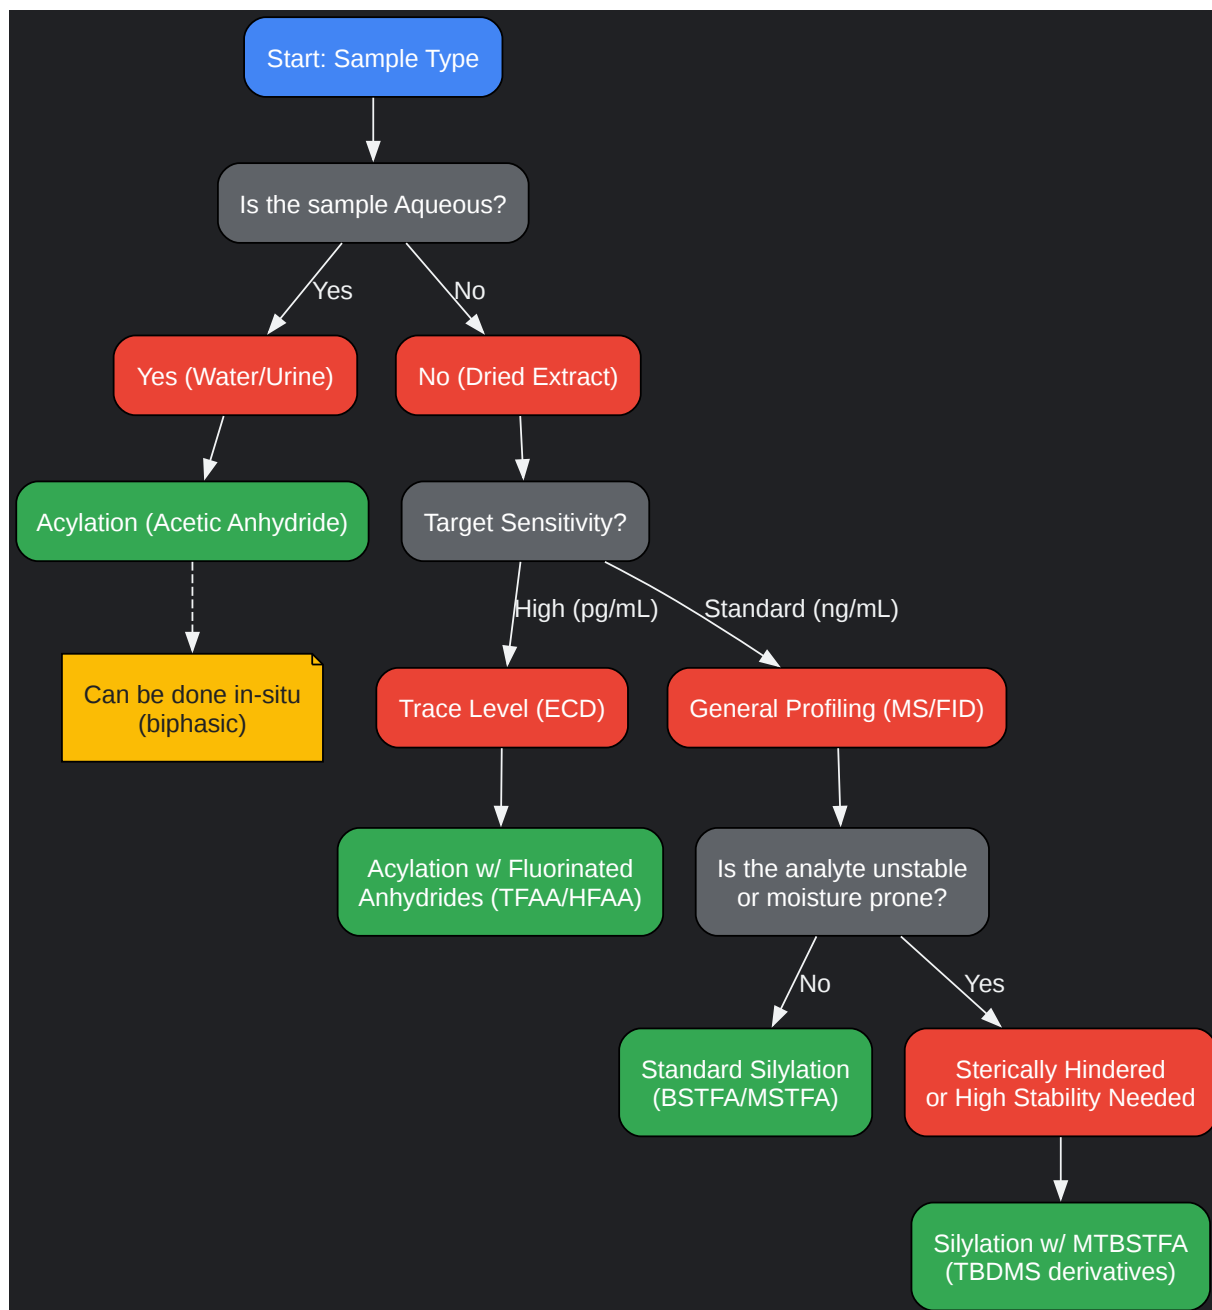 Start: Sample Type
Is the sample Aqueous?
Yes
No
Yes (Water/Urine)
No (Dried Extract)
Acylation (Acetic Anhydride)
Target Sensitivity?
High (pg/mL)
Standard (ng/mL)
Can be done in-situ
(biphasic)
Trace Level (ECD)
General Profiling (MS/FID)
Acylation w/ Fluorinated
Anhydrides (TFAA/HFAA)
Is the analyte unstable
or moisture prone?
No
Yes
Standard Silylation
(BSTFA/MSTFA)
Sterically Hindered
or High Stability Needed
Silylation w/ MTBSTFA
(TBDMS derivatives)